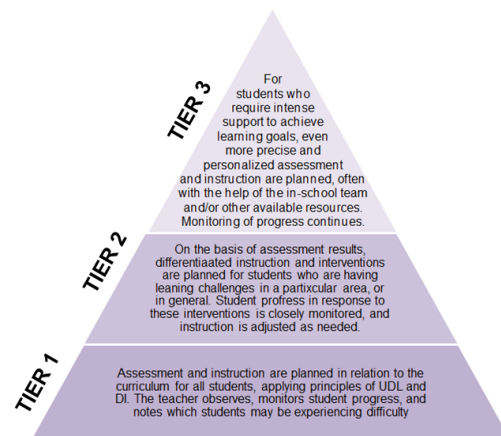 TIER 3
For
students who
require intense
support to achieve
learning goals, even
more precise and
personalized assessment
and instruction are planned, often
with the help of the in-school team
and/or other available resources.
Monitoring of progress continues.
TIER 2
On the basis of assessment results,
differentiaated instruction and interventions
are planned for students who are having
leaning challenges in a partixcular area, or
in general. Student profress in response to
these interventions is closely monitored, and
instruction is adjusted as needed.
TIER 1
Assessment and instruction are planned in relation to the
curriculum for all students, applying principles of UDL and
DI. The teacher observes, monitors student progress, and
notes which students may be experiencing difficulty